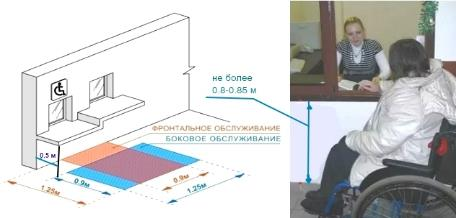 не более
0.8-0.85 м
ФРОНТАЛЬНОЕ ОБСЛУЖИВАНИЕ
БОКОВОЕ ОБСЛУЖИВАНИЕ
0,5 м
0.9м
1.25м
0.9м
1.25м